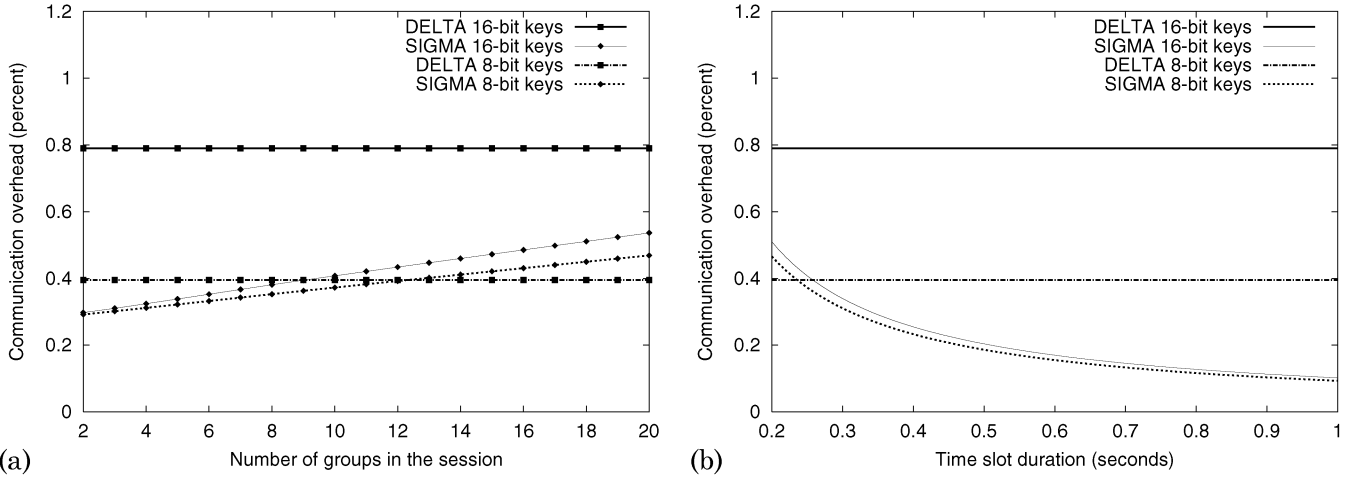 DELTA 16-bit keys
SIGMA 16-bit keys
DELTA 8-bit keys
SIGMA 8-bit keys
Communication overhead (percent)
1.2
1
0.8
0.6
0.4
0.2
0
2 4 6 8 10 12 14 16 18 20
Number of groups in the session
(a)
DELTA 16-bit keys
SIGMA 16-bit keys
DELTA 8-bit keys
SIGMA 8-bit keys
Communication overhead (percent)
1.2
1
0.8
0.6
0.4
0.2
0
0.2 0.3 0.4 0.5 0.6 0.7 0.8 0.9 1
Time slot duration (seconds)
(b)